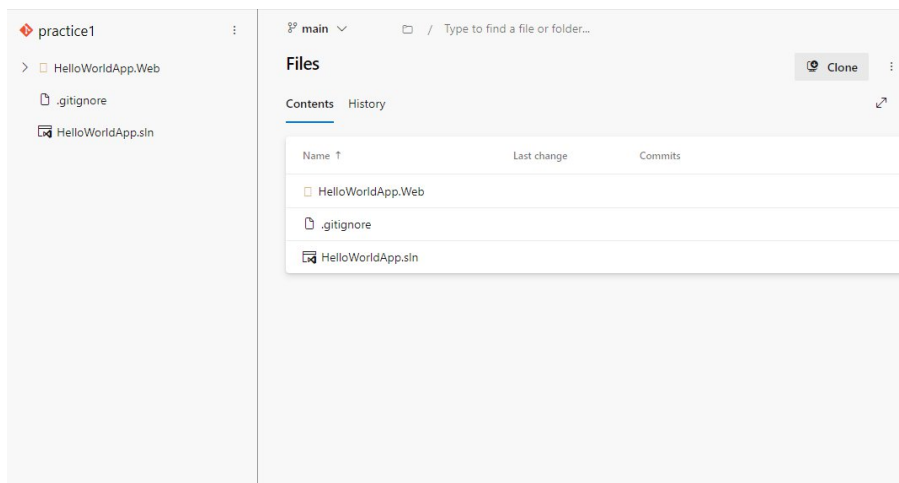 practice1
HelloWorldApp.Web
.gitignore
HelloWorldApp.sln
main / Type to find a file or folder...
Files
Clone
Contents History
Name ↑ Last change Commits
HelloWorldApp.Web
.gitignore
HelloWorldApp.sln